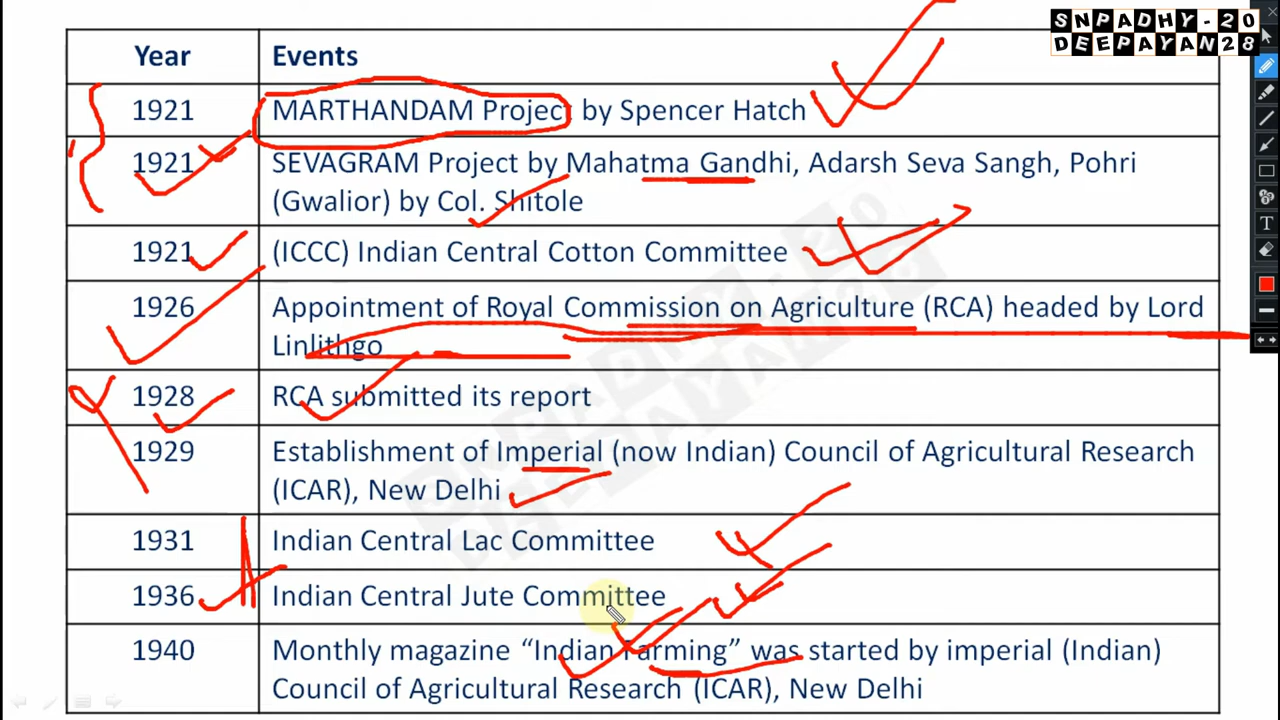 SNPADHY-20
DEEPAYAN28
Year Events
1921 MARTHANDAM Project by Spencer Hatch
1921 SEVAGRAM Project by Mahatma Gandhi, Adarsh Seva Sangh, Pohri
(Gwalior) by Col. Shitole
1921 (ICCC) Indian Central Cotton Committee
1926 Appointment of Royal Commission on Agriculture (RCA) headed by Lord
Linlithgo
1928 RCA submitted its report
1929 Establishment of Imperial (now Indian) Council of Agricultural Research
(ICAR), New Delhi
1931 Indian Central Lac Committee
1936 Indian Central Jute Committee
1940 Monthly magazine “Indian Farming” was started by imperial (Indian)
Council of Agricultural Research (ICAR), New Delhi